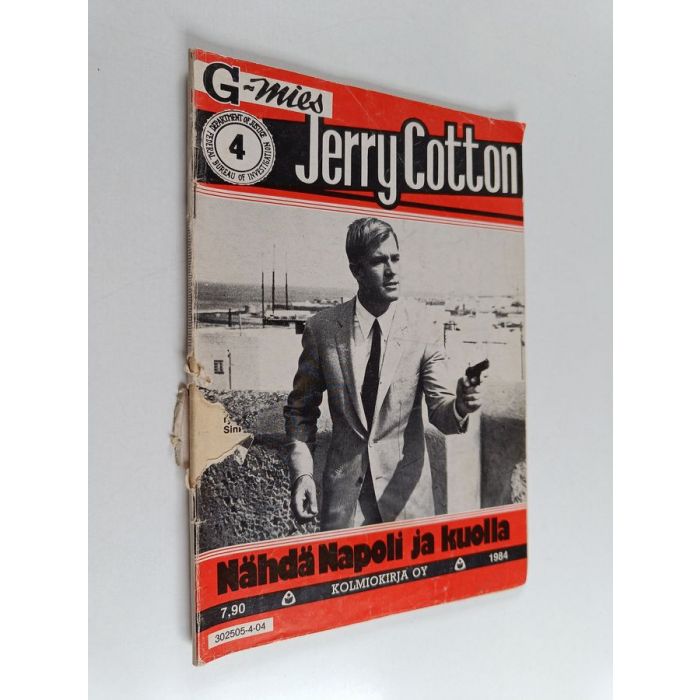 G-mies
DEPARTMENT OF JUSTICE
4
FEDERAL BUREAU OF INVESTIGATION
Jerry Cotton
Sini
Nähdä Napoli ja kuolla
7,90 KOLMIOKIRJA OY 1984
302505-4-04